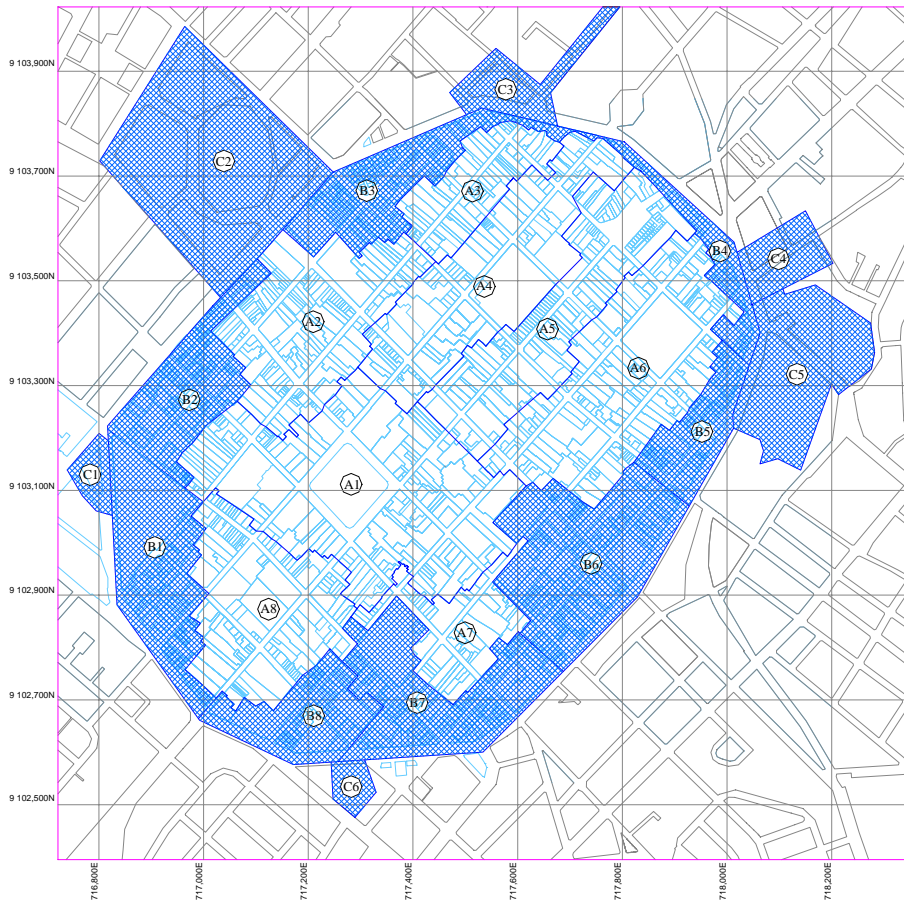 9 103,900N
C3
C2
9 103,700N
B3
A3
B4
C4
9 103,500N
A4
A2
A5
A6
C5
9 103,300N
B2
B5
C1
A1
9 103,100N
B1
B6
9 102,900N
A8
A7
9 102,700N
B7
B8
C6
9 102,500N
716,800E
717,000E
717,200E
717,400E
717,600E
717,800E
718,000E
718,200E